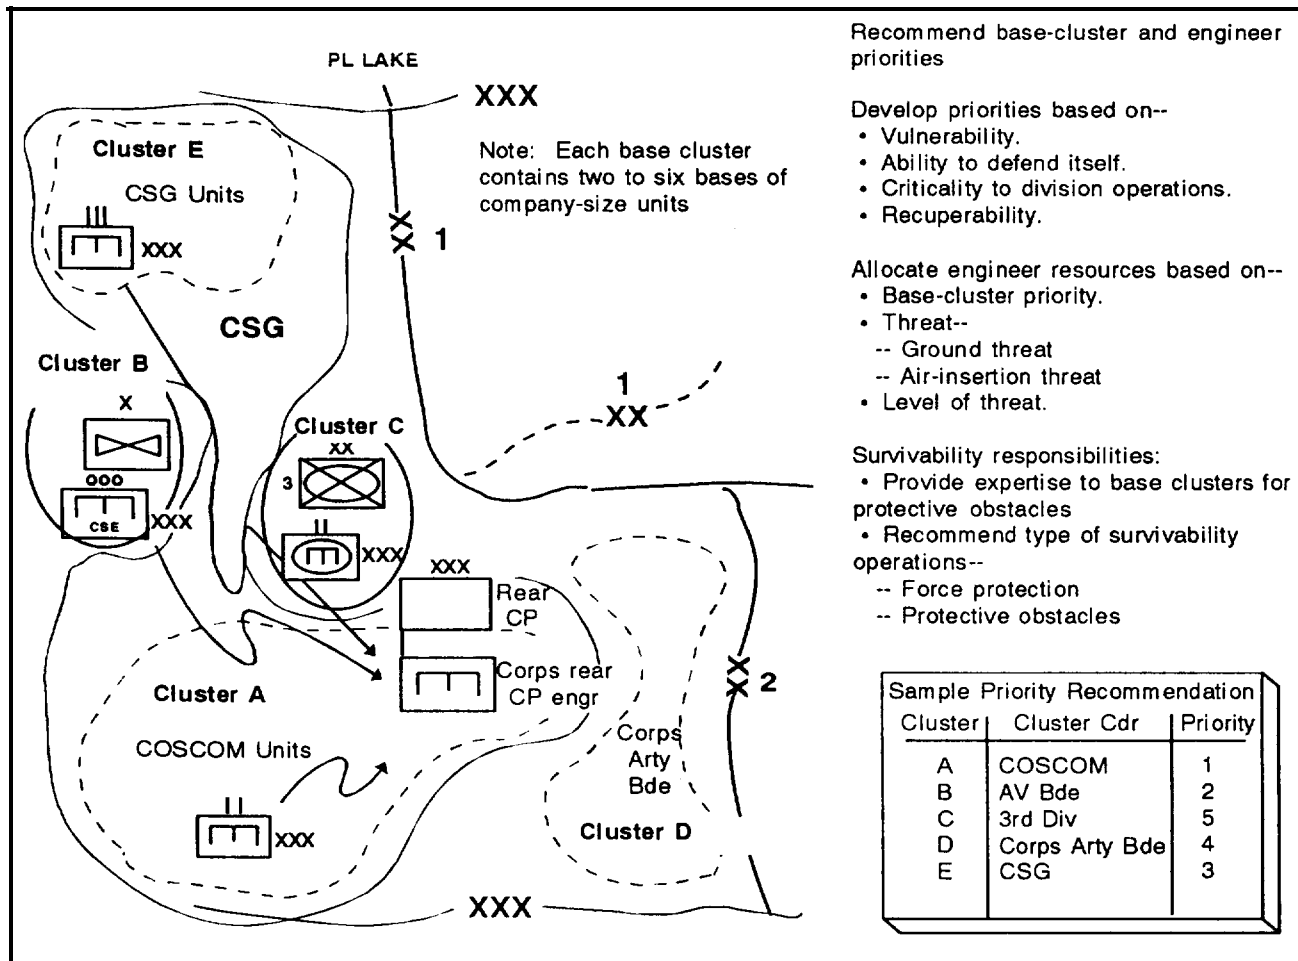 PL LAKE
XXX
Cluster E
CSG Units
III
XXX
Note: Each base cluster
contains two to six bases of
company-size units
XX
1
CSG
Cluster B
X
OOO
CSE
XXX
1
XX
Cluster C
XX
3
II
XXX
XXX
Rear
CP
Corps rear
CP engr
Cluster A
COSCOM Units
II
XXX
XX
2
Corps
Arty
Bde
Cluster D
XXX
Recommend base-cluster and engineer
priorities
Develop priorities based on--
• Vulnerability.
• Ability to defend itself.
• Criticality to division operations.
• Recuperability.
Allocate engineer resources based on--
• Base-cluster priority.
• Threat--
-- Ground threat
-- Air-insertion threat
• Level of threat.
Survivability responsibilities:
• Provide expertise to base clusters for
protective obstacles
• Recommend type of survivability
operations--
-- Force protection
-- Protective obstacles
Sample Priority Recommendation
Cluster Cluster Cdr Priority
A COSCOM 1
B AV Bde 2
C 3rd Div 5
D Corps Arty Bde 4
E CSG 3